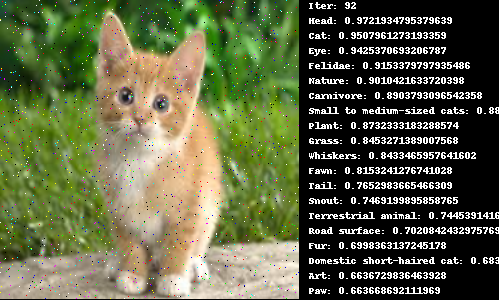 Iter: 92
Head: 0.9721934795379639
Cat: 0.9507961273193359
Eye: 0.9425370693206787
Felidae: 0.9153379797935486
Nature: 0.9010421633720398
Carnivore: 0.8903793096542358
Small to medium-sized cats: 0.88
Plant: 0.8732333183288574
Grass: 0.8453271389007568
Whiskers: 0.8433465957641602
Fawn: 0.8153241276741028
Tail: 0.7652983665466309
Snout: 0.7469199895858765
Terrestrial animal: 0.7445391416
Road surface: 0.7020842432975769
Fur: 0.6998363137245178
Domestic short-haired cat: 0.683
Art: 0.6636729836463928
Paw: 0.663668692111969